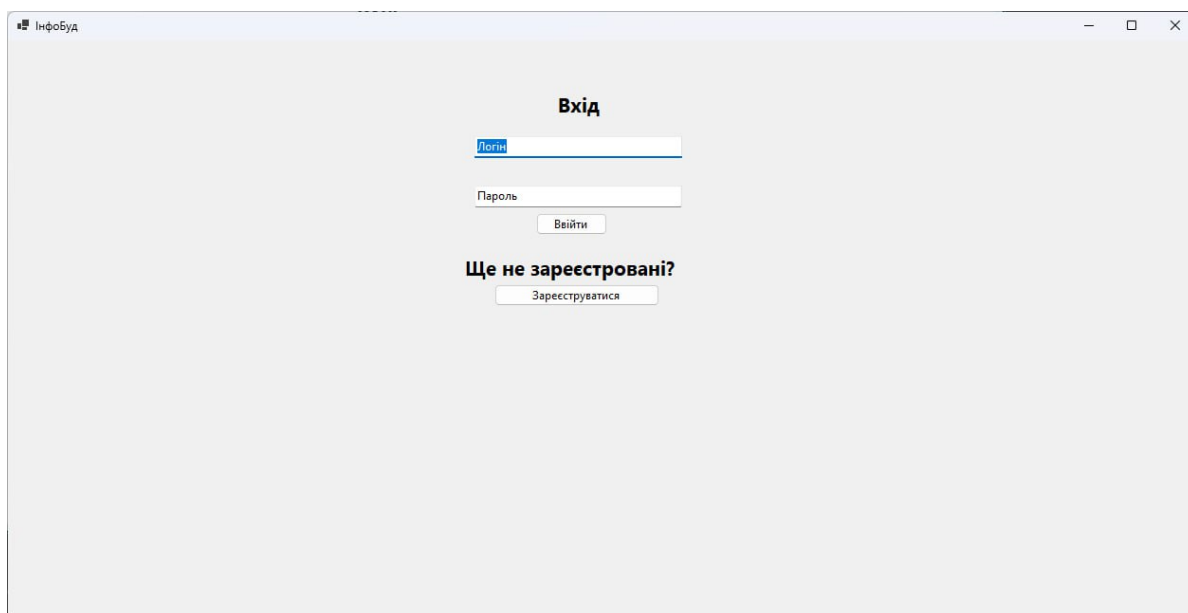 ІнфоБуд
Вхід
Логін
Пароль
Ввійти
Ще не зареєстровані?
Зареєструватися